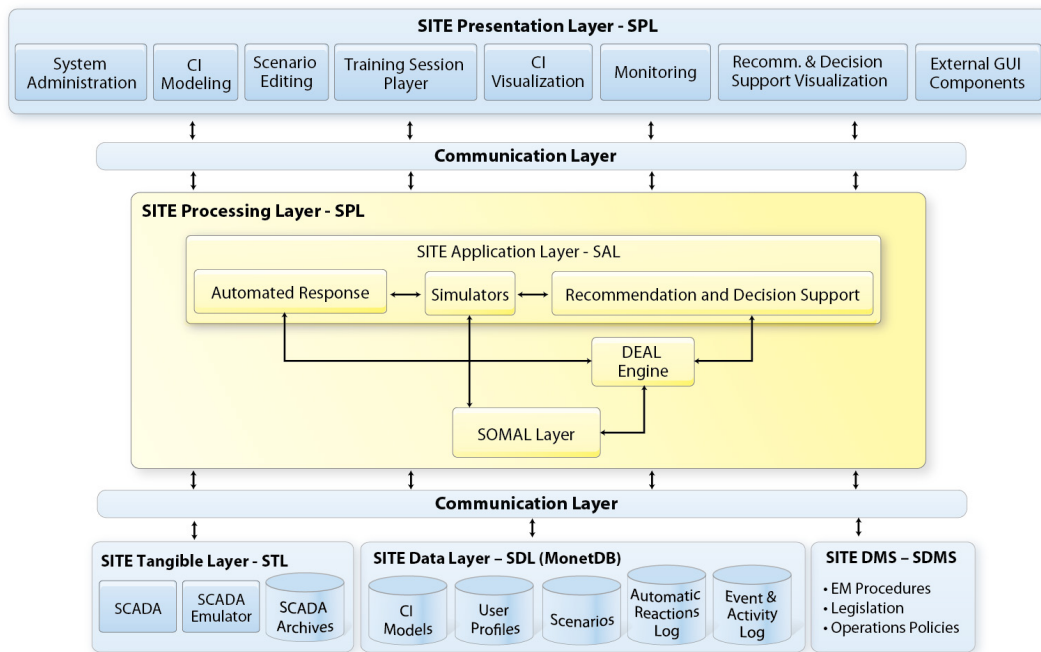 SITE Presentation Layer - SPL
System
Administration
CI
Modeling
Scenario
Editing
Training Session
Player
CI
Visualization
Monitoring
Recomm. & Decision
Support Visualization
External GUI
Components
Communication Layer
SITE Processing Layer - SPL
SITE Application Layer - SAL
Automated Response
Simulators
Recommendation and Decision Support
DEAL
Engine
SOMAL Layer
Communication Layer
SITE Tangible Layer - STL
SCADA
SCADA
Emulator
SCADA
Archives
SITE Data Layer – SDL (MonetDB)
CI
Models
User
Profiles
Scenarios
Automatic
Reactions
Log
Event &
Activity
Log
SITE DMS – SDMS
• EM Procedures
• Legislation
• Operations Policies